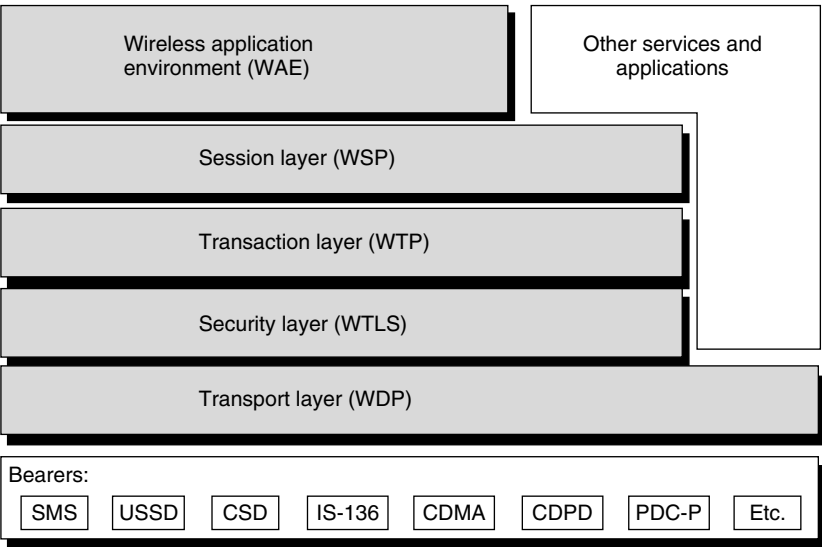 Wireless application
environment (WAE)
Other services and
applications
Session layer (WSP)
Transaction layer (WTP)
Security layer (WTLS)
Transport layer (WDP)
Bearers:
SMS USSD CSD IS-136 CDMA CDPD PDC-P Etc.